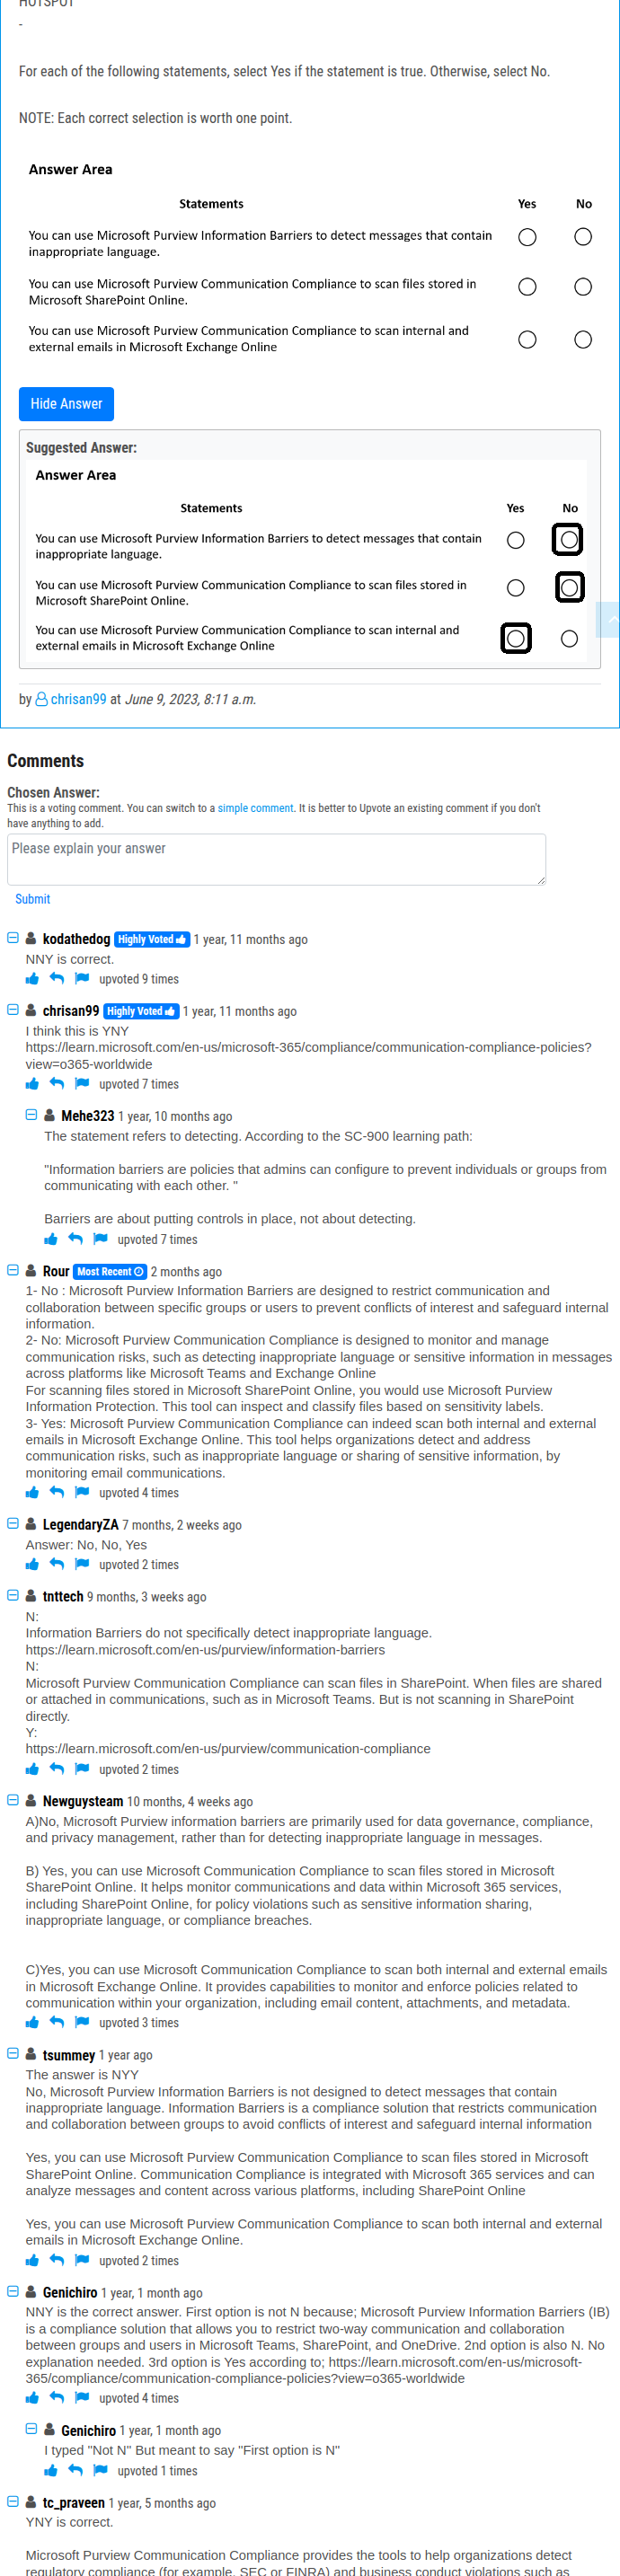 HOTSPOT
-
For each of the following statements, select Yes if the statement is true. Otherwise, select No.
NOTE: Each correct selection is worth one point.
Answer Area
Statements Yes No
You can use Microsoft Purview Information Barriers to detect messages that contain
inappropriate language.
You can use Microsoft Purview Communication Compliance to scan files stored in
Microsoft SharePoint Online.
You can use Microsoft Purview Communication Compliance to scan internal and
external emails in Microsoft Exchange Online
Hide Answer
Suggested Answer:
Answer Area
Statements Yes No
You can use Microsoft Purview Information Barriers to detect messages that contain
inappropriate language.
You can use Microsoft Purview Communication Compliance to scan files stored in
Microsoft SharePoint Online.
You can use Microsoft Purview Communication Compliance to scan internal and
external emails in Microsoft Exchange Online
by chrisan99 at June 9, 2023, 8:11 a.m.
Comments
Chosen Answer:
This is a voting comment. You can switch to a simple comment. It is better to Upvote an existing comment if you don't
have anything to add.
Please explain your answer
Submit
kodathedog Highly Voted 1 year, 11 months ago
NNY is correct.
upvoted 9 times
chrisan99 Highly Voted 1 year, 11 months ago
I think this is YNY
https://learn.microsoft.com/en-us/microsoft-365/compliance/communication-compliance-policies?
view=o365-worldwide
upvoted 7 times
Mehe323 1 year, 10 months ago
The statement refers to detecting. According to the SC-900 learning path:
"Information barriers are policies that admins can configure to prevent individuals or groups from
communicating with each other. "
Barriers are about putting controls in place, not about detecting.
upvoted 7 times
Rour Most Recent 2 months ago
1- No : Microsoft Purview Information Barriers are designed to restrict communication and
collaboration between specific groups or users to prevent conflicts of interest and safeguard internal
information.
2- No: Microsoft Purview Communication Compliance is designed to monitor and manage
communication risks, such as detecting inappropriate language or sensitive information in messages
across platforms like Microsoft Teams and Exchange Online
For scanning files stored in Microsoft SharePoint Online, you would use Microsoft Purview
Information Protection. This tool can inspect and classify files based on sensitivity labels.
3- Yes: Microsoft Purview Communication Compliance can indeed scan both internal and external
emails in Microsoft Exchange Online. This tool helps organizations detect and address
communication risks, such as inappropriate language or sharing of sensitive information, by
monitoring email communications.
upvoted 4 times
LegendaryZA 7 months, 2 weeks ago
Answer: No, No, Yes
upvoted 2 times
tnttech 9 months, 3 weeks ago
N:
Information Barriers do not specifically detect inappropriate language.
https://learn.microsoft.com/en-us/purview/information-barriers
N:
Microsoft Purview Communication Compliance can scan files in SharePoint. When files are shared
or attached in communications, such as in Microsoft Teams. But is not scanning in SharePoint
directly.
Y:
https://learn.microsoft.com/en-us/purview/communication-compliance
upvoted 2 times
Newguysteam 10 months, 4 weeks ago
A)No, Microsoft Purview information barriers are primarily used for data governance, compliance,
and privacy management, rather than for detecting inappropriate language in messages.
B) Yes, you can use Microsoft Communication Compliance to scan files stored in Microsoft
SharePoint Online. It helps monitor communications and data within Microsoft 365 services,
including SharePoint Online, for policy violations such as sensitive information sharing,
inappropriate language, or compliance breaches.
C)Yes, you can use Microsoft Communication Compliance to scan both internal and external emails
in Microsoft Exchange Online. It provides capabilities to monitor and enforce policies related to
communication within your organization, including email content, attachments, and metadata.
upvoted 3 times
tsummey 1 year ago
The answer is NYY
No, Microsoft Purview Information Barriers is not designed to detect messages that contain
inappropriate language. Information Barriers is a compliance solution that restricts communication
and collaboration between groups to avoid conflicts of interest and safeguard internal information
Yes, you can use Microsoft Purview Communication Compliance to scan files stored in Microsoft
SharePoint Online. Communication Compliance is integrated with Microsoft 365 services and can
analyze messages and content across various platforms, including SharePoint Online
Yes, you can use Microsoft Purview Communication Compliance to scan both internal and external
emails in Microsoft Exchange Online.
upvoted 2 times
Genichiro 1 year, 1 month ago
NNY is the correct answer. First option is not N because; Microsoft Purview Information Barriers (IB)
is a compliance solution that allows you to restrict two-way communication and collaboration
between groups and users in Microsoft Teams, SharePoint, and OneDrive. 2nd option is also N. No
explanation needed. 3rd option is Yes according to; https://learn.microsoft.com/en-us/microsoft-
365/compliance/communication-compliance-policies?view=o365-worldwide
upvoted 4 times
Genichiro 1 year, 1 month ago
I typed "Not N" But meant to say "First option is N"
upvoted 1 times
tc_praveen 1 year, 5 months ago
YNY is correct.
Microsoft Purview Communication Compliance provides the tools to help organizations detect
regulatory compliance (for example, SEC or FINRA) and business conduct violations such as